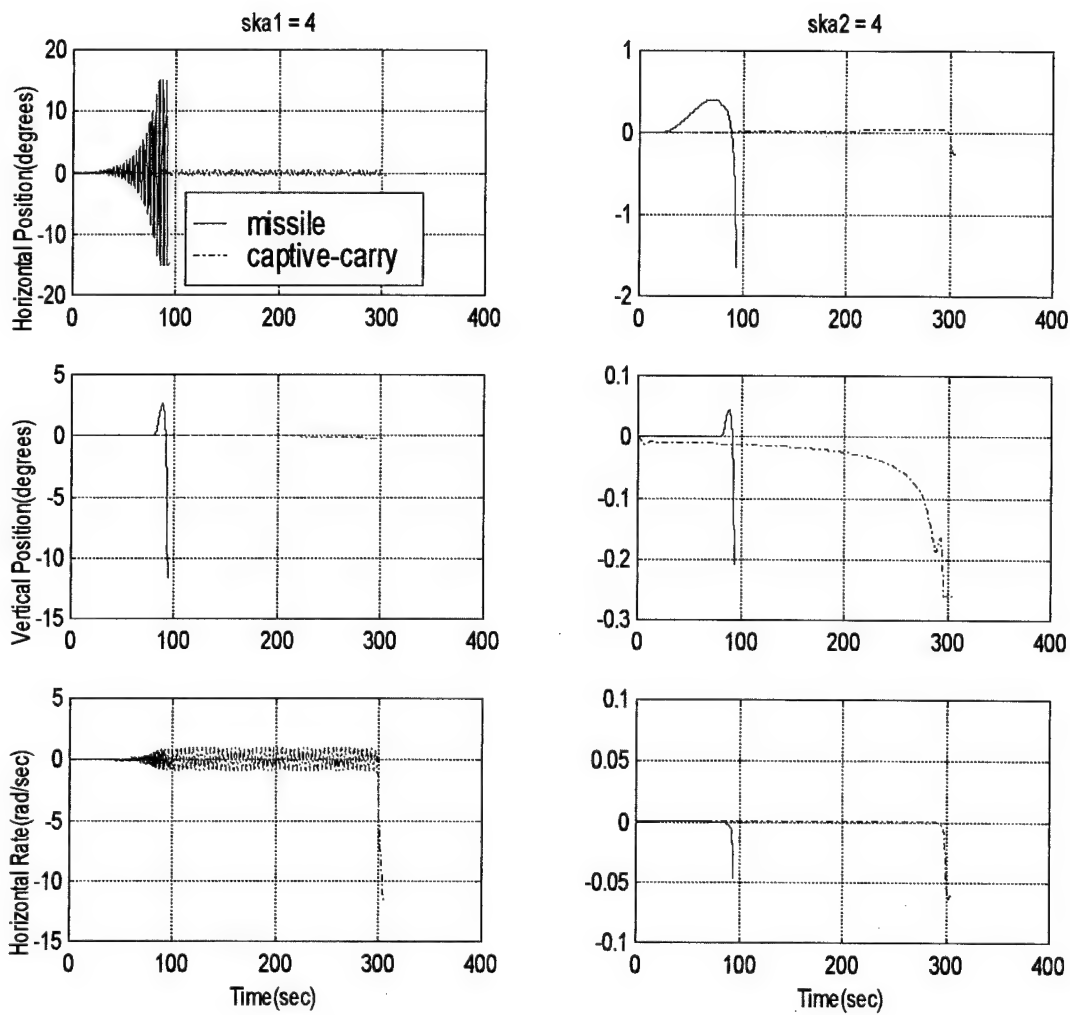 ska1 = 4
ska2 = 4
Horizontal Position(degrees)
20
10
0
-10
-20
missile
captive-carry
0 100 200 300 400
1
0
-1
-2
0 100 200 300 400
Vertical Position(degrees)
5
0
-5
-10
-15
0 100 200 300 400
0.1
0
-0.1
-0.2
-0.3
0 100 200 300 400
Horizontal Rate(rad/sec)
5
0
-5
-10
-15
0 100 200 300 400
Time(sec)
0.1
0.05
0
-0.05
-0.1
0 100 200 300 400
Time(sec)